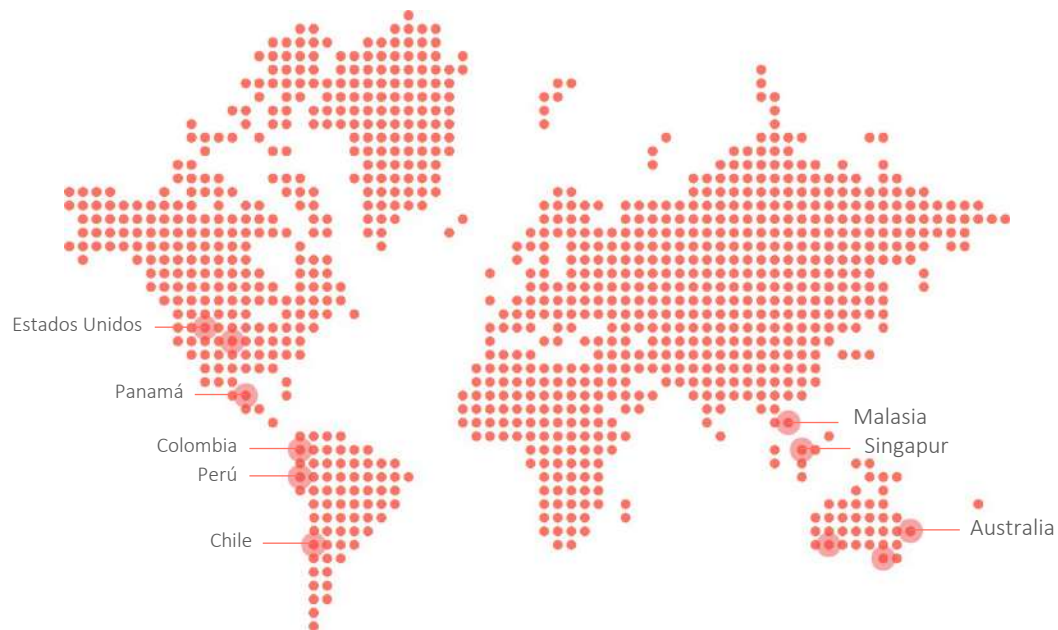 Estados Unidos
Panamá
Colombia
Perú
Chile
Malasia
Singapur
Australia